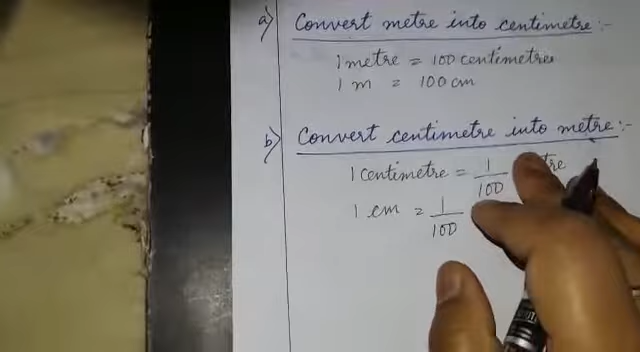 a) Convert metre into centimetre :-
1 metre = 100 centimetres
1 m = 100 cm
b) Convert centimetre into metre :-
1 centimetre = 1/100 tre
1 cm = 1/100